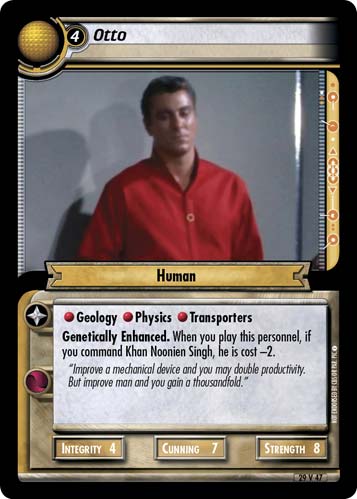 4 Otto
Human
Geology Physics Transporters
Genetically Enhanced. When you play this personnel, if
you command Khan Noonien Singh, he is cost –2.
“Improve a mechanical device and you may double productivity.
But improve man and you gain a thousandfold.”
INTEGRITY 4 CUNNING 7 STRENGTH 8
29 V 47